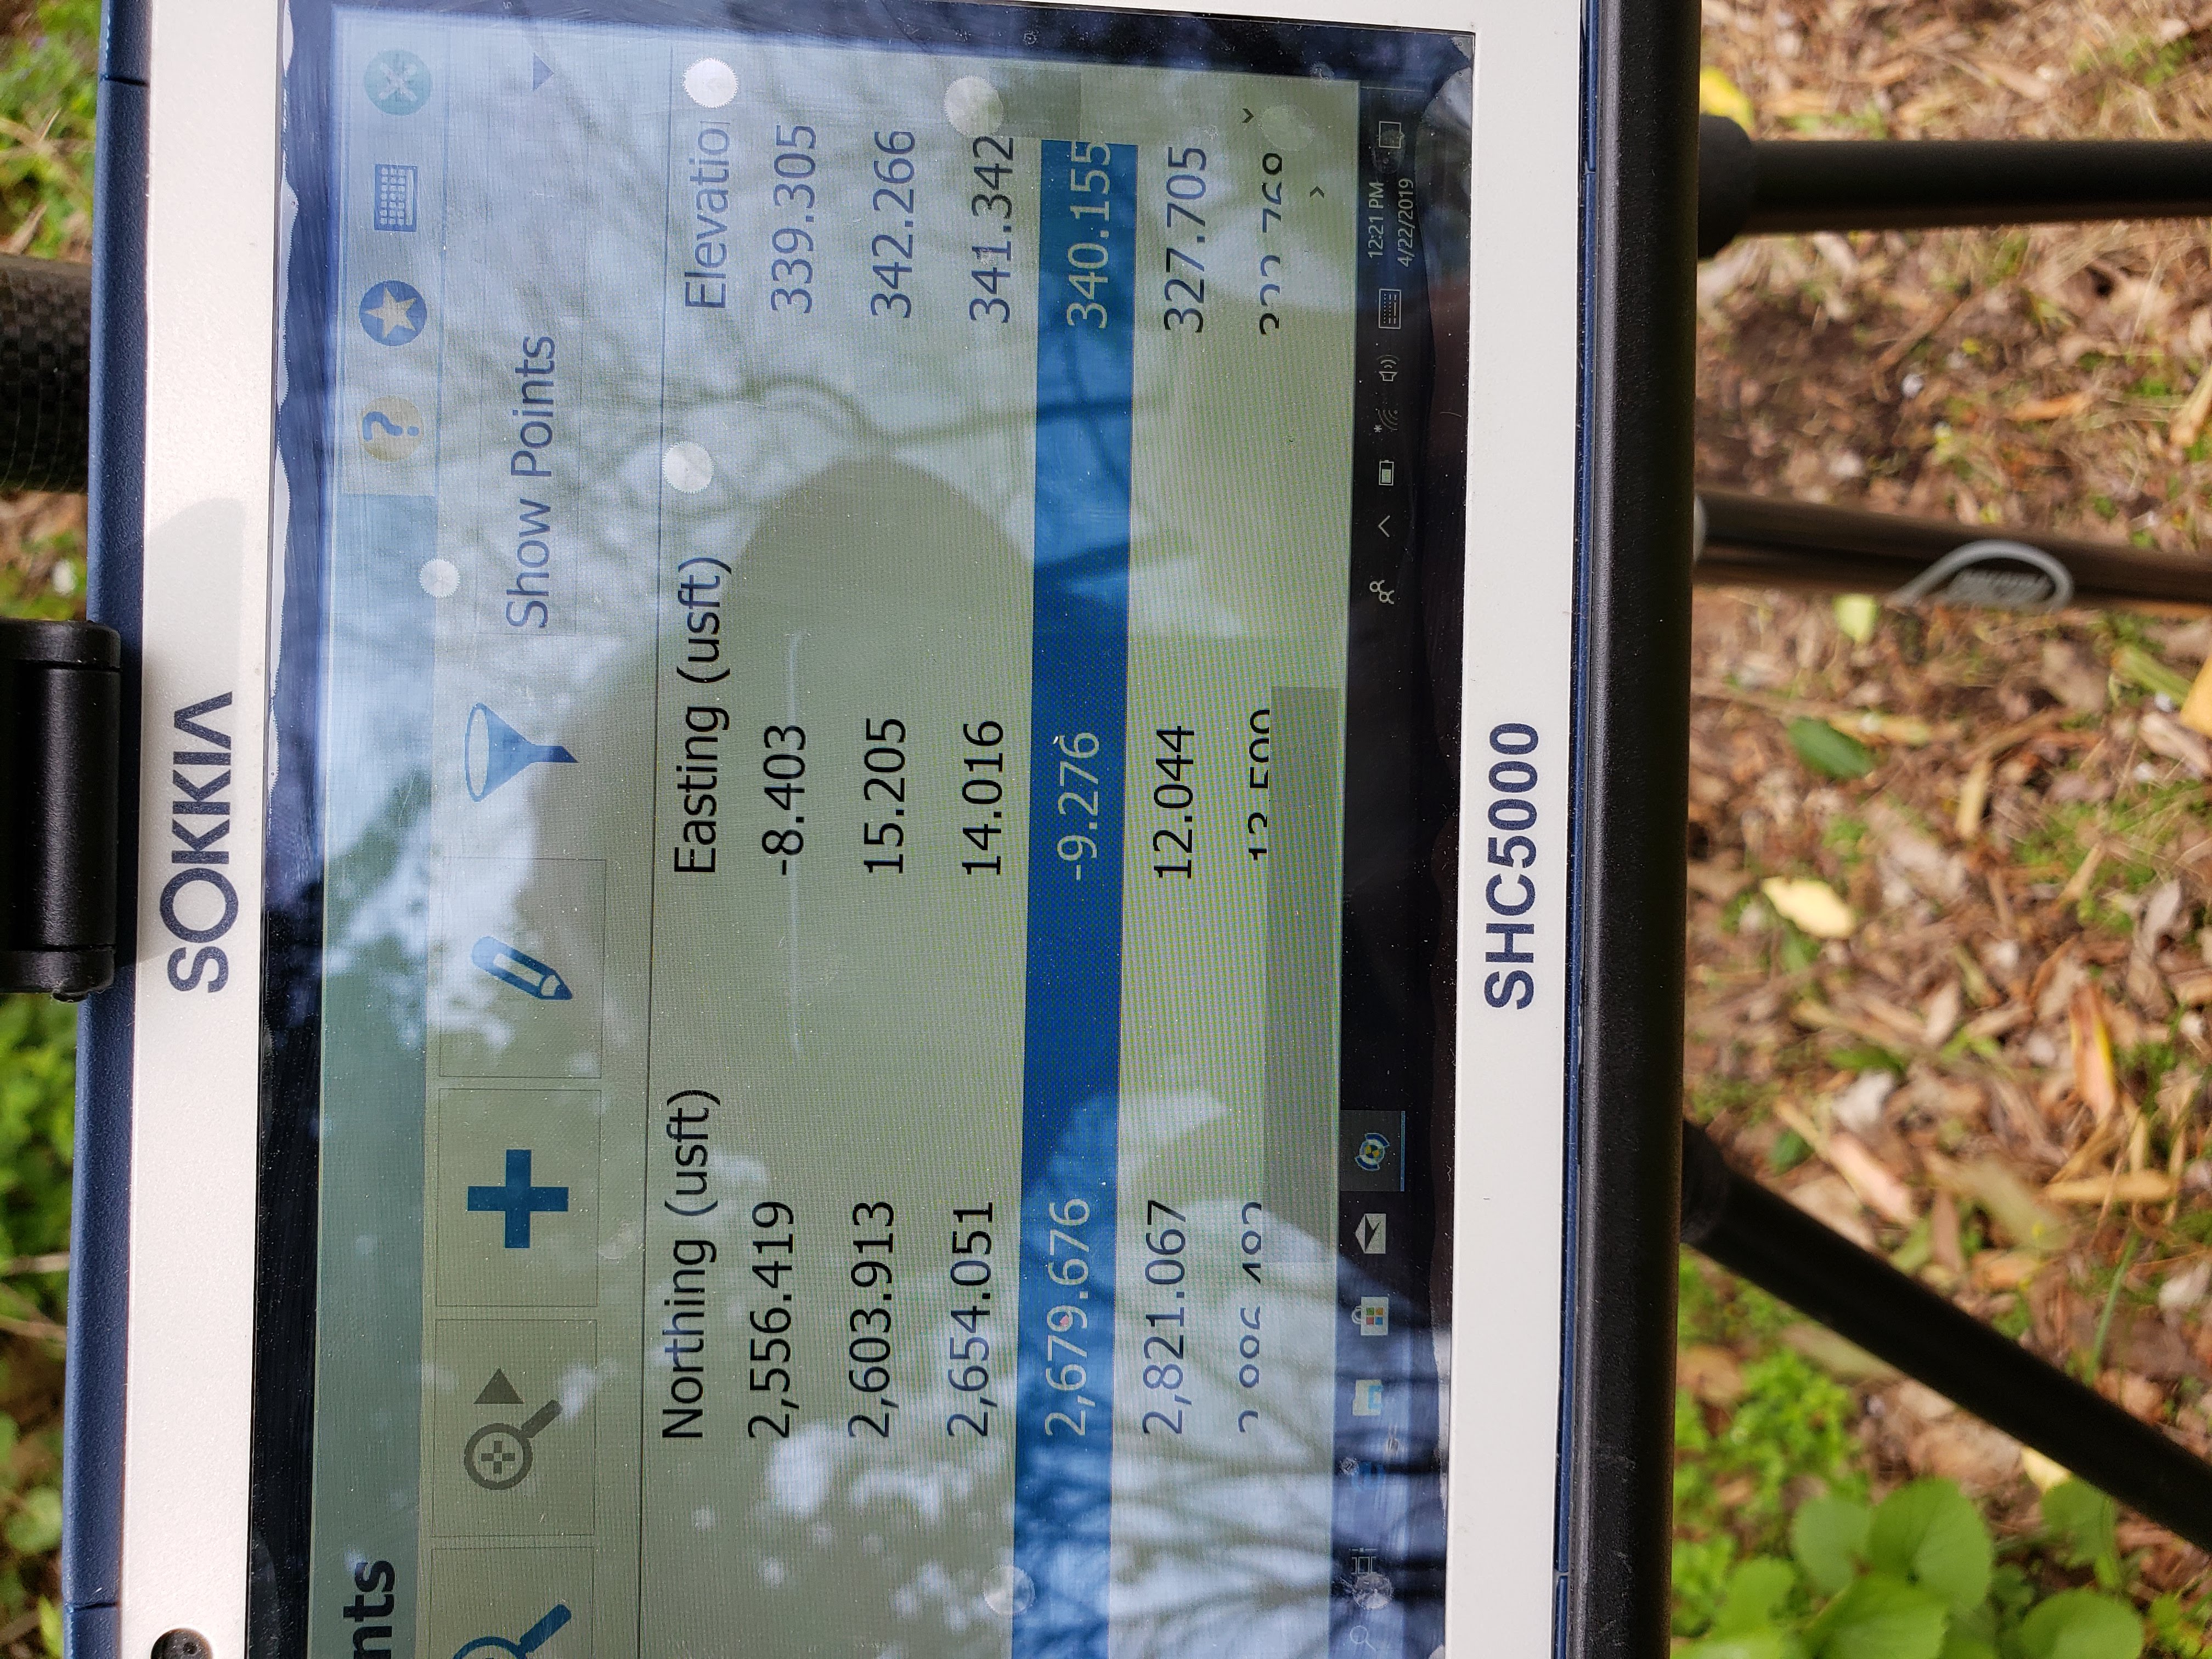 SOKKIA
nts
Show Points
Northing (usft) Easting (usft) Elevatio
2,556.419 -8.403 339.305
2,603.913 15.205 342.266
2,654.051 14.016 341.342
2,679.676 -9.276 340.155
2,821.067 12.044 327.705
12:21 PM
4/22/2019
SHC5000